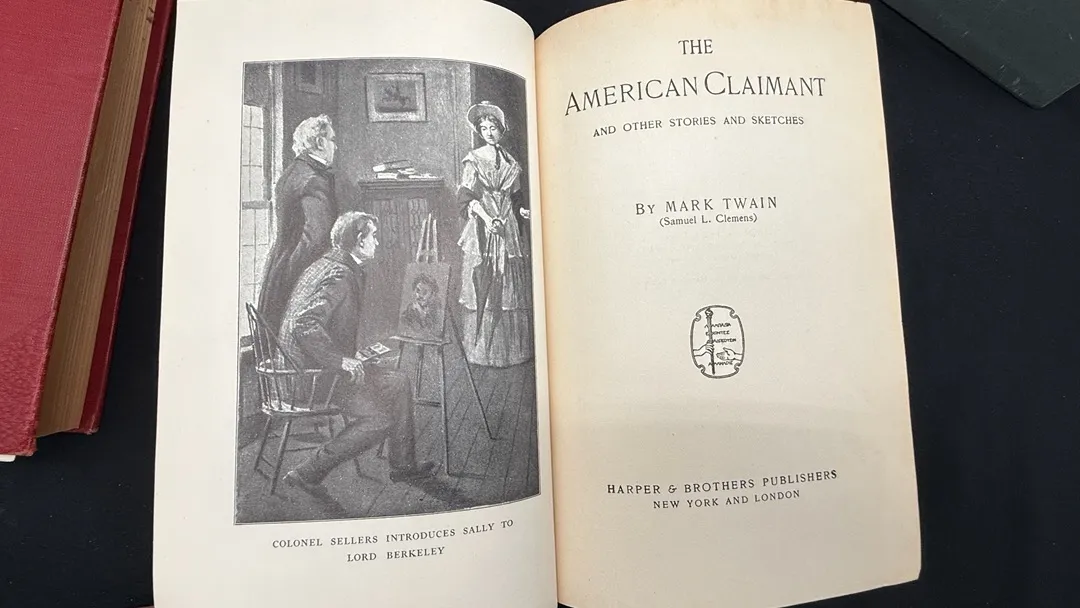 COLONEL SELLERS INTRODUCES SALLY TO
LORD BERKELEY
THE
AMERICAN CLAIMANT
AND OTHER STORIES AND SKETCHES
BY MARK TWAIN
(Samuel L. Clemens)
HARPER & BROTHERS PUBLISHERS
NEW YORK AND LONDON